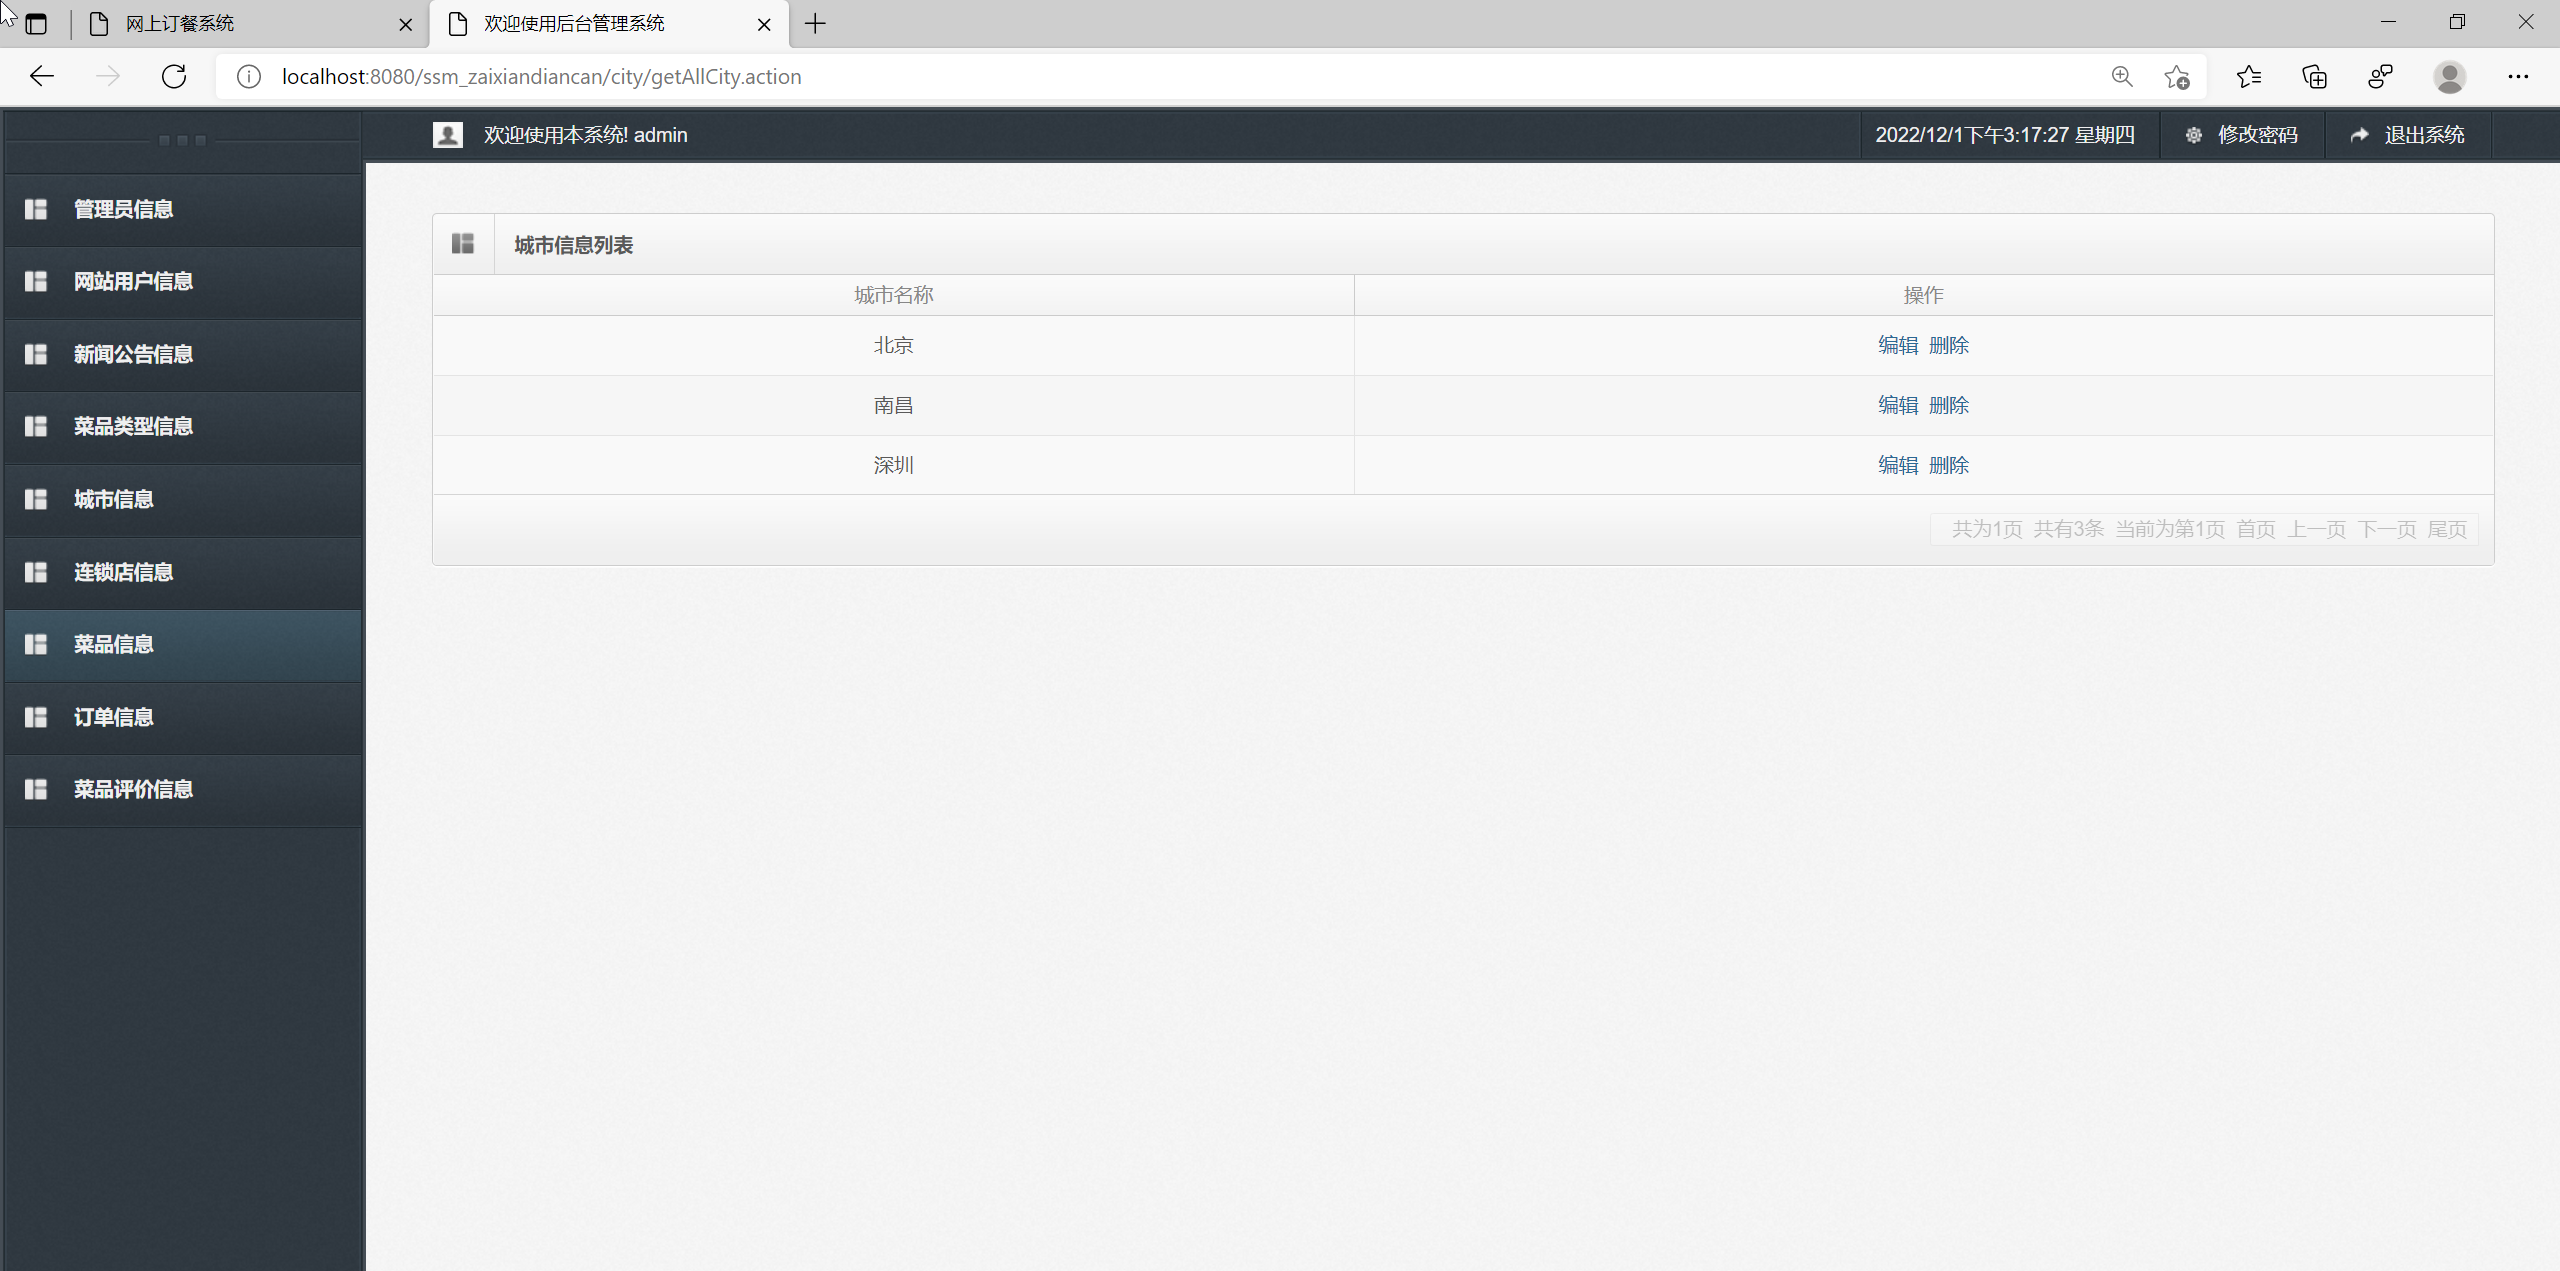 网上订餐系统
欢迎使用后台管理系统
localhost:8080/ssm_zaixiandiancan/city/getAllCity.action
欢迎使用本系统! admin
2022/12/1下午3:17:27 星期四
修改密码
退出系统
管理员信息
网站用户信息
新闻公告信息
菜品类型信息
城市信息
连锁店信息
菜品信息
订单信息
菜品评价信息
城市信息列表
城市名称 操作
北京 编辑 删除
南昌 编辑 删除
深圳 编辑 删除
共为1页 共有3条 当前为第1页 首页 上一页 下一页 尾页